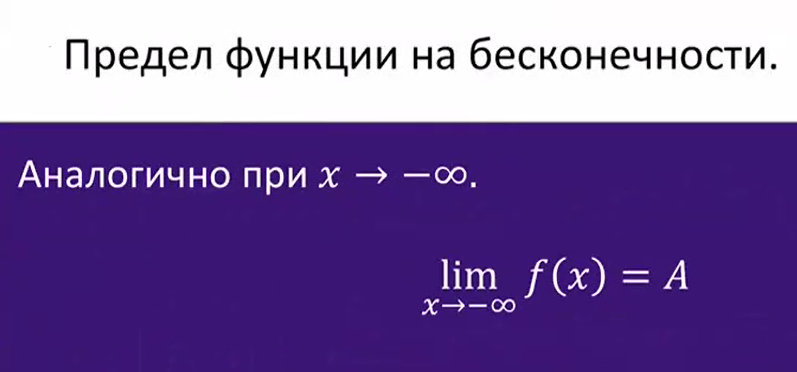 Предел функции на бесконечности.
Аналогично при x → −∞.
lim f(x) = A
x→−∞